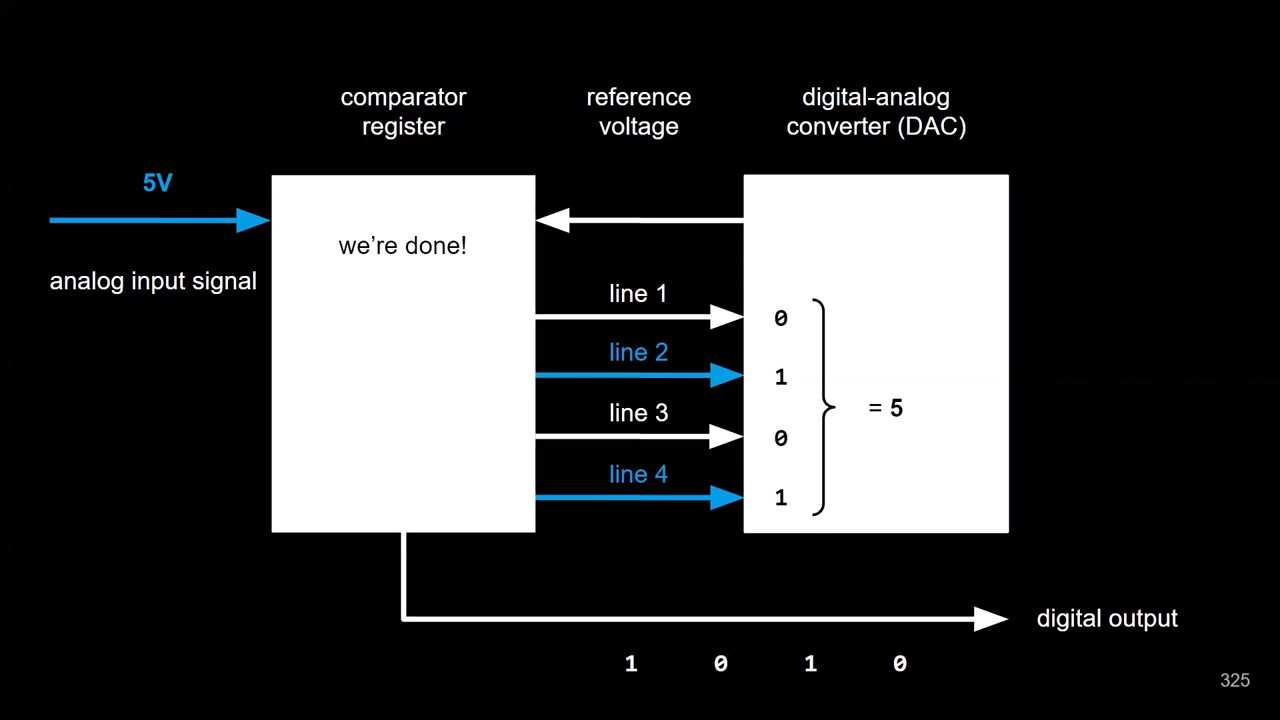 comparator
register
reference
voltage
digital-analog
converter (DAC)
5V
we’re done!
analog input signal
line 1
0
line 2
1
= 5
line 3
0
line 4
1
digital output
1 0 1 0
325